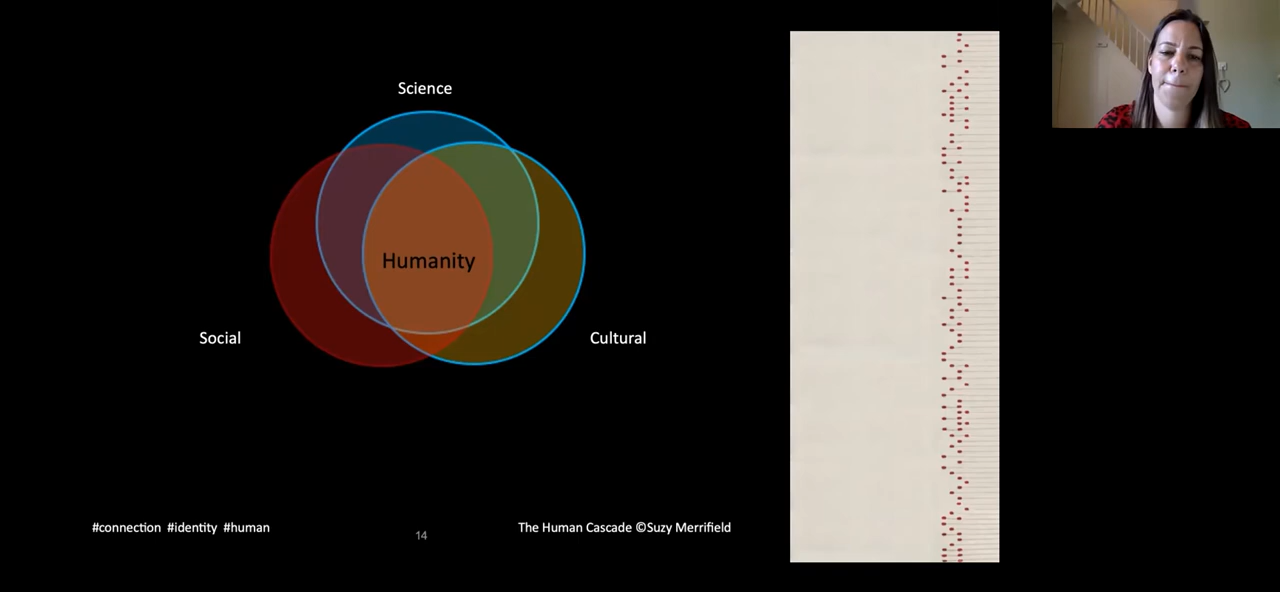 Science
Humanity
Social
Cultural
#connection #identity #human
14
The Human Cascade ©Suzy Merrifield